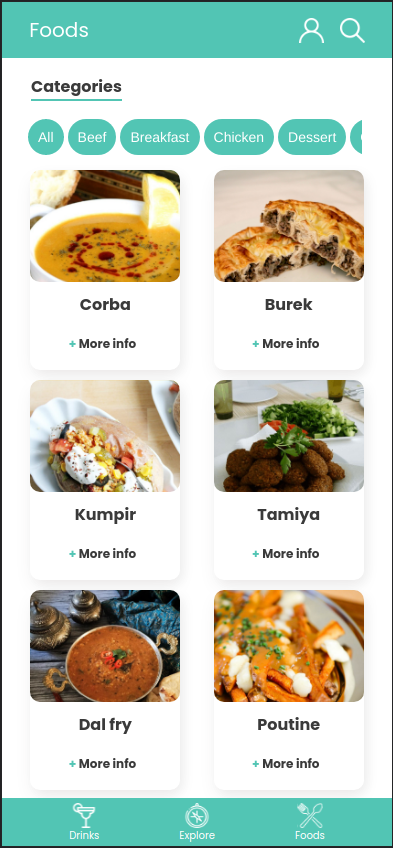 Foods
Categories
All Beef Breakfast Chicken Dessert
Corba Burek
+ More info + More info
Kumpir Tamiya
+ More info + More info
Dal fry Poutine
+ More info + More info
Drinks Explore Foods